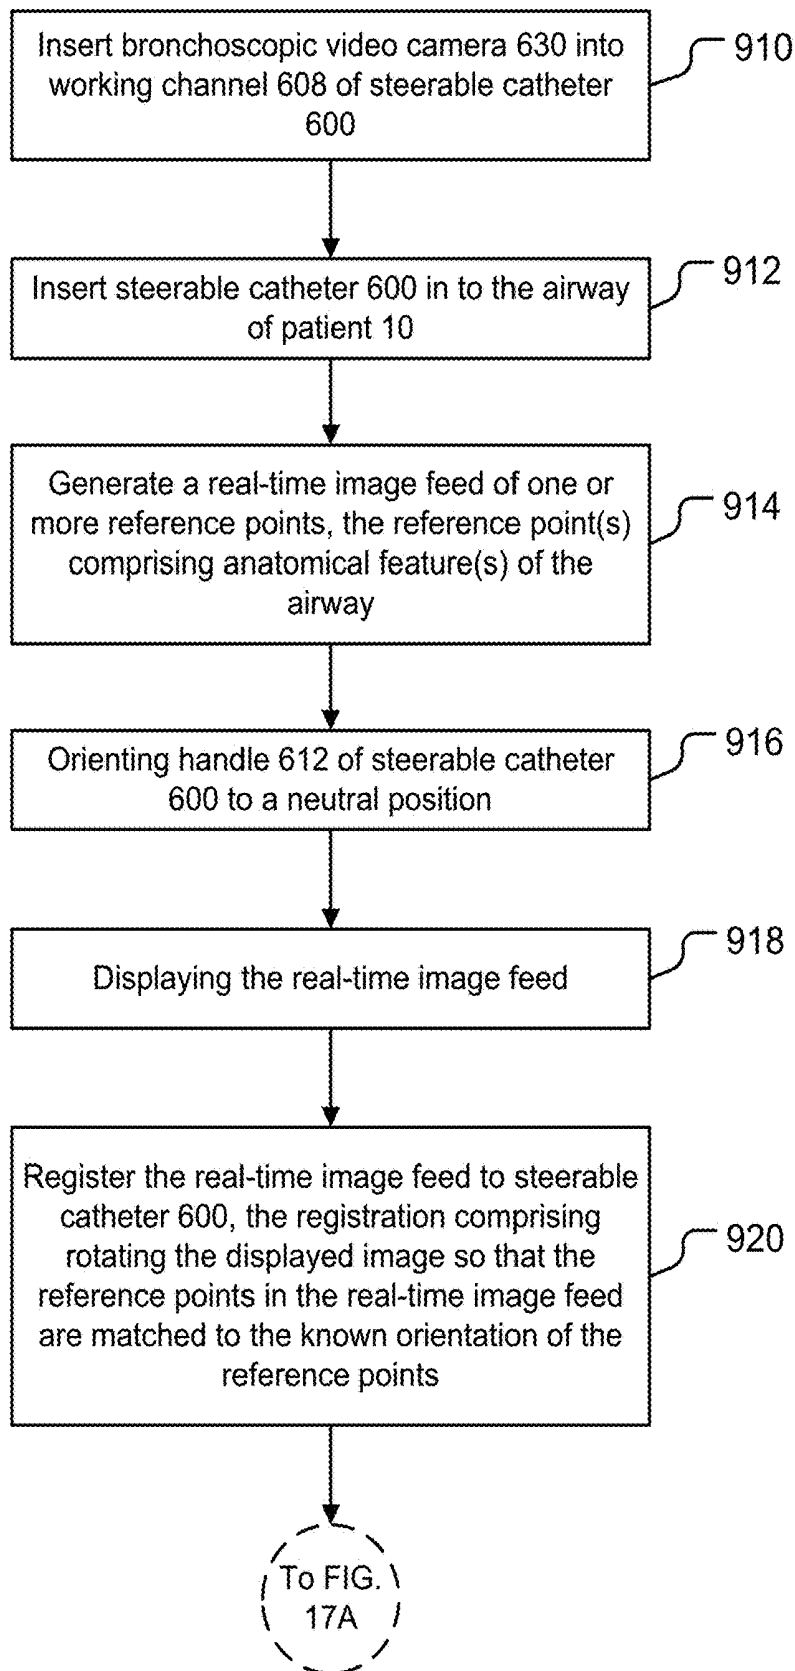 Insert bronchoscopic video camera 630 into
working channel 608 of steerable catheter
600
910
Insert steerable catheter 600 in to the airway
of patient 10
912
Generate a real-time image feed of one or
more reference points, the reference point(s)
comprising anatomical feature(s) of the
airway
914
Orienting handle 612 of steerable catheter
600 to a neutral position
916
Displaying the real-time image feed
918
Register the real-time image feed to steerable
catheter 600, the registration comprising
rotating the displayed image so that the
reference points in the real-time image feed
are matched to the known orientation of the
reference points
920
To FIG.
17A